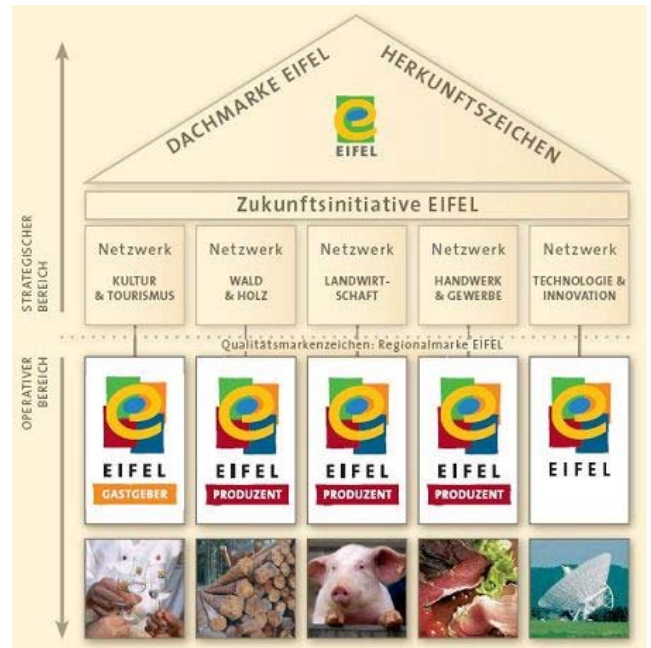 DACHMARKE EIFEL
HERKUNFTSZEICHEN
e
EIFEL
Zukunftsinitiative EIFEL
STRATEGISCHER
BEREICH
Netzwerk
KULTUR
& TOURISMUS
Netzwerk
WALD
& HOLZ
Netzwerk
LANDWIRT-
SCHAFT
Netzwerk
HANDWERK
& GEWERBE
Netzwerk
TECHNOLOGIE &
INNOVATION
Qualitätsmarkenzeichen: Regionalmarke EIFEL
OPERATIVER
BEREICH
e
EIFEL
GASTGEBER
e
EIFEL
PRODUZENT
e
EIFEL
PRODUZENT
e
EIFEL
PRODUZENT
e
EIFEL